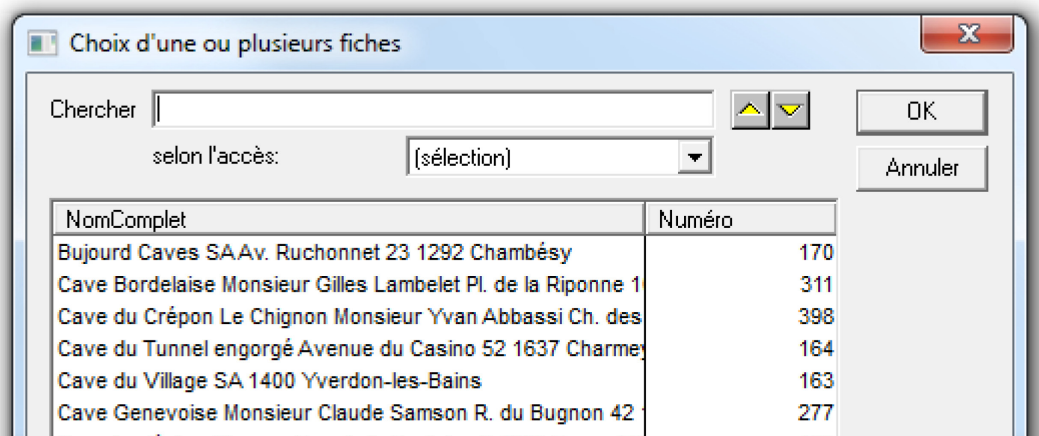 Choix d'une ou plusieurs fiches
Chercher
OK
selon l'accès:
(sélection)
Annuler
NomComplet Numéro
Bujourd Caves SA Av. Ruchonnet 23 1292 Chambésy 170
Cave Bordelaise Monsieur Gilles Lambelet Pl. de la Riponne 311
Cave du Crépon Le Chignon Monsieur Yvan Abbassi Ch. des 398
Cave du Tunnel engorgé Avenue du Casino 52 1637 Charmey 164
Cave du Village SA 1400 Yverdon-les-Bains 163
Cave Genevoise Monsieur Claude Samson R. du Bugnon 42 277